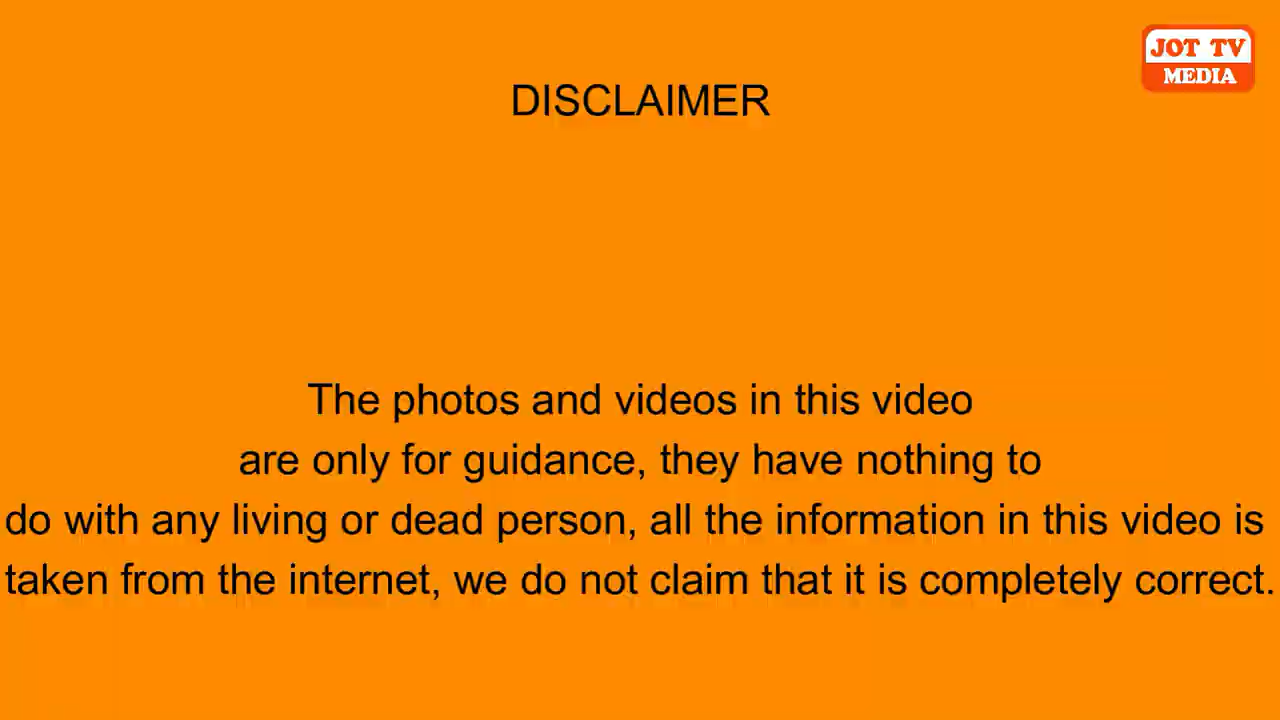 JOT TV
MEDIA
DISCLAIMER
The photos and videos in this video
are only for guidance, they have nothing to
do with any living or dead person, all the information in this video is
taken from the internet, we do not claim that it is completely correct.